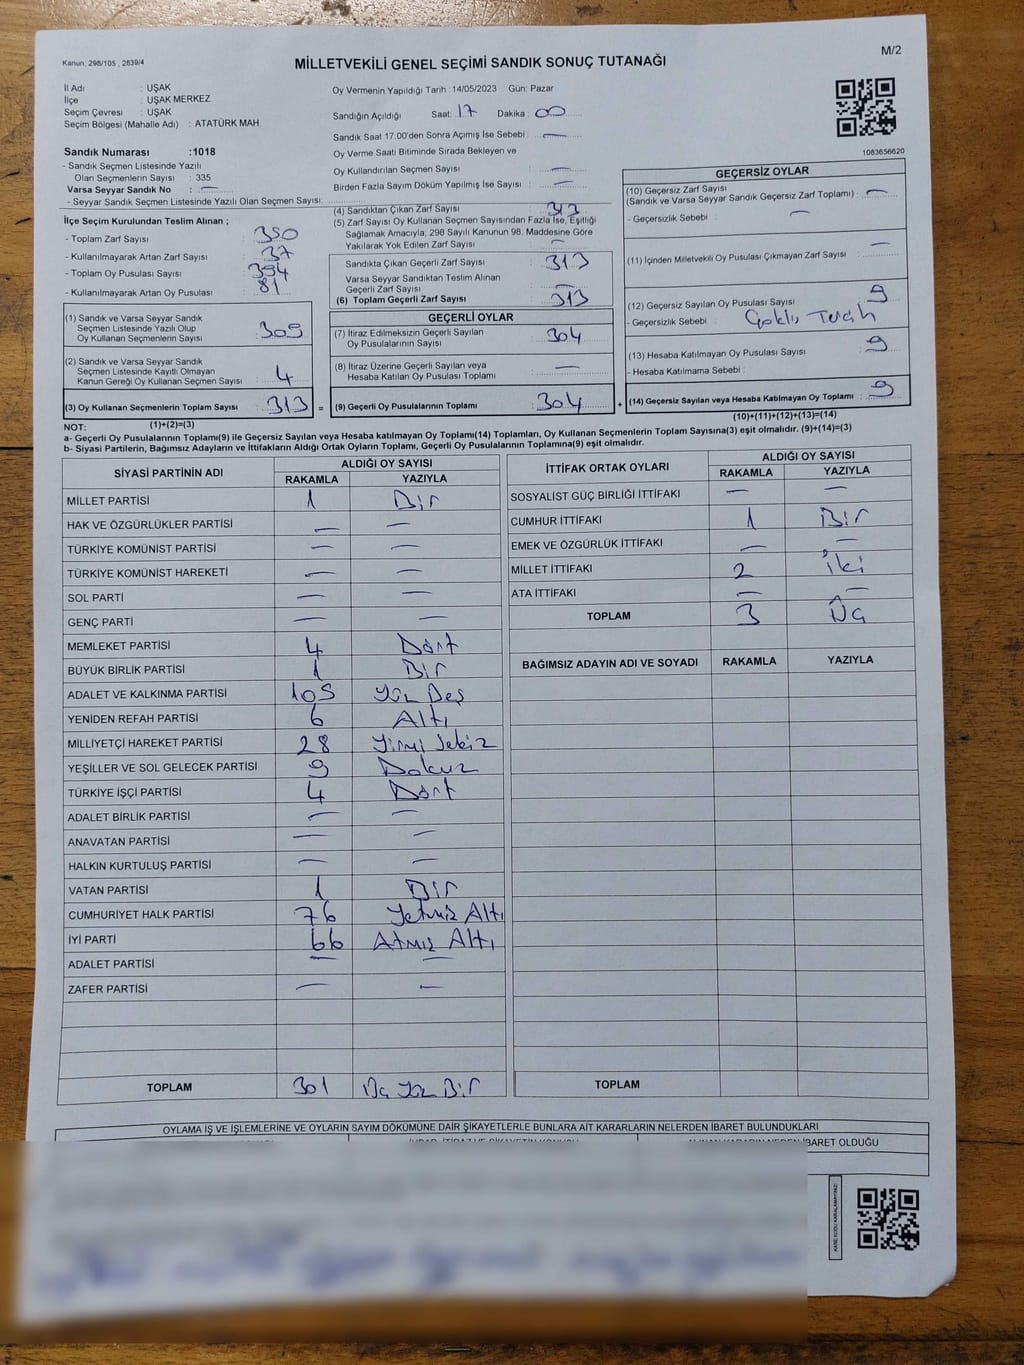 Kanun; 298/105 , 2839/4
M/2
MİLLETVEKİLİ GENEL SEÇİMİ SANDIK SONUÇ TUTANAĞI
İl Adı : UŞAK
İlçe : UŞAK MERKEZ
Seçim Çevresi : UŞAK
Seçim Bölgesi (Mahalle Adı) : ATATÜRK MAH.
Sandık Numarası :1018
- Sandık Seçmen Listesinde Yazılı
Olan Seçmenlerin Sayısı : 335
Varsa Seyyar Sandık No : —
- Seyyar Sandık Seçmen Listesinde Yazılı Olan Seçmen Sayısı:
Oy Vermenin Yapıldığı Tarih :14/05/2023 Gün: Pazar
Sandığın Açıldığı Saat: 17 Dakika : 00
Sandık Saat 17:00'den Sonra Açımış İse Sebebi : —
Oy Verme Saati Bitiminde Sırada Bekleyen ve
Oy Kullandırılan Seçmen Sayısı : —
Birden Fazla Sayım Döküm Yapılmış İse Sayısı : —
1083656620
İlçe Seçim Kurulundan Teslim Alınan ;
- Toplam Zarf Sayısı : 350
- Kullanılmayarak Artan Zarf Sayısı : 37
- Toplam Oy Pusulası Sayısı : 394
- Kullanılmayarak Artan Oy Pusulası : 81
(1) Sandık ve Varsa Seyyar Sandık
Seçmen Listesinde Yazılı Olup
Oy Kullanan Seçmenlerin Sayısı : 309
(2) Sandık ve Varsa Seyyar Sandık
Seçmen Listesinde Kayıtlı Olmayan
Kanun Gereği Oy Kullanan Seçmen Sayısı : 4
(3) Oy Kullanan Seçmenlerin Toplam Sayısı : 313 =
(1)+(2)=(3)
(4) Sandıktan Çıkan Zarf Sayısı : 313
(5) Zarf Sayısı Oy Kullanan Seçmen Sayısından Fazla İse, Eşitliği
Sağlamak Amacıyla; 298 Sayılı Kanunun 98. Maddesine Göre
Yakılarak Yok Edilen Zarf Sayısı : —
Sandıkta Çıkan Geçerli Zarf Sayısı : 313
Varsa Seyyar Sandıktan Teslim Alınan
Geçerli Zarf Sayısı : —
(6) Toplam Geçerli Zarf Sayısı : 313
GEÇERLİ OYLAR
(7) İtiraz Edilmeksizin Geçerli Sayılan
Oy Pusulalarının Sayısı : 304
(8) İtiraz Üzerine Geçerli Sayılan veya
Hesaba Katılan Oy Pusulası Toplamı : —
(9) Geçerli Oy Pusulalarının Toplamı : 304 +
GEÇERSİZ OYLAR
(10) Geçersiz Zarf Sayısı
(Sandık ve Varsa Seyyar Sandık Geçersiz Zarf Toplamı) : —
- Geçersizlik Sebebi : —
(11) İçinden Milletvekili Oy Pusulası Çıkmayan Zarf Sayısı : —
(12) Geçersiz Sayılan Oy Pusulası Sayısı : 9
- Geçersizlik Sebebi : Çoklu Tercih
(13) Hesaba Katılmayan Oy Pusulası Sayısı : 9
- Hesaba Katılmama Sebebi :
(14) Geçersiz Sayılan veya Hesaba Katılmayan Oy Toplamı : 9
(10)+(11)+(12)+(13)=(14)
NOT:
a- Geçerli Oy Pusulalarının Toplamı(9) ile Geçersiz Sayılan veya Hesaba katılmayan Oy Toplamı(14) Toplamları, Oy Kullanan Seçmenlerin Toplam Sayısına(3) eşit olmalıdır. (9)+(14)=(3)
b- Siyasi Partilerin, Bağımsız Adayların ve İttifakların Aldığı Ortak Oyların Toplamı, Geçerli Oy Pusulalarının Toplamına(9) eşit olmalıdır.
SİYASİ PARTİNİN ADI ALDIĞI OY SAYISI
RAKAMLA YAZIYLA
MİLLET PARTİSİ 1 Bir
HAK VE ÖZGÜRLÜKLER PARTİSİ — —
TÜRKİYE KOMÜNİST PARTİSİ — —
TÜRKİYE KOMÜNİST HAREKETİ — —
SOL PARTİ — —
GENÇ PARTİ — —
MEMLEKET PARTİSİ 4 Dört
BÜYÜK BİRLİK PARTİSİ 1 Bir
ADALET VE KALKINMA PARTİSİ 105 Yüz Beş
YENİDEN REFAH PARTİSİ 6 Altı
MİLLİYETÇİ HAREKET PARTİSİ 28 Yirmi Sekiz
YEŞİLLER VE SOL GELECEK PARTİSİ 9 Dokuz
TÜRKİYE İŞÇİ PARTİSİ 4 Dört
ADALET BİRLİK PARTİSİ — —
ANAVATAN PARTİSİ — —
HALKIN KURTULUŞ PARTİSİ — —
VATAN PARTİSİ 1 Bir
CUMHURİYET HALK PARTİSİ 76 Yetmiş Altı
İYİ PARTİ 66 Atmış Altı
ADALET PARTİSİ — —
ZAFER PARTİSİ — —
TOPLAM 301 Üç Yüz Bir
İTTİFAK ORTAK OYLARI ALDIĞI OY SAYISI
RAKAMLA YAZIYLA
SOSYALİST GÜÇ BİRLİĞİ İTTİFAKI — —
CUMHUR İTTİFAKI 1 Bir
EMEK VE ÖZGÜRLÜK İTTİFAKI — —
MİLLET İTTİFAKI 2 İki
ATA İTTİFAKI — —
TOPLAM 3 Üç
BAĞIMSIZ ADAYIN ADI VE SOYADI RAKAMLA YAZIYLA
TOPLAM
OYLAMA İŞ VE İŞLEMLERİNE VE OYLARIN SAYIM DÖKÜMÜNE DAİR ŞİKAYETLERLE BUNLARA AİT KARARLARIN NELERDEN İBARET BULUNDUKLARI
İBARET OLDUĞU